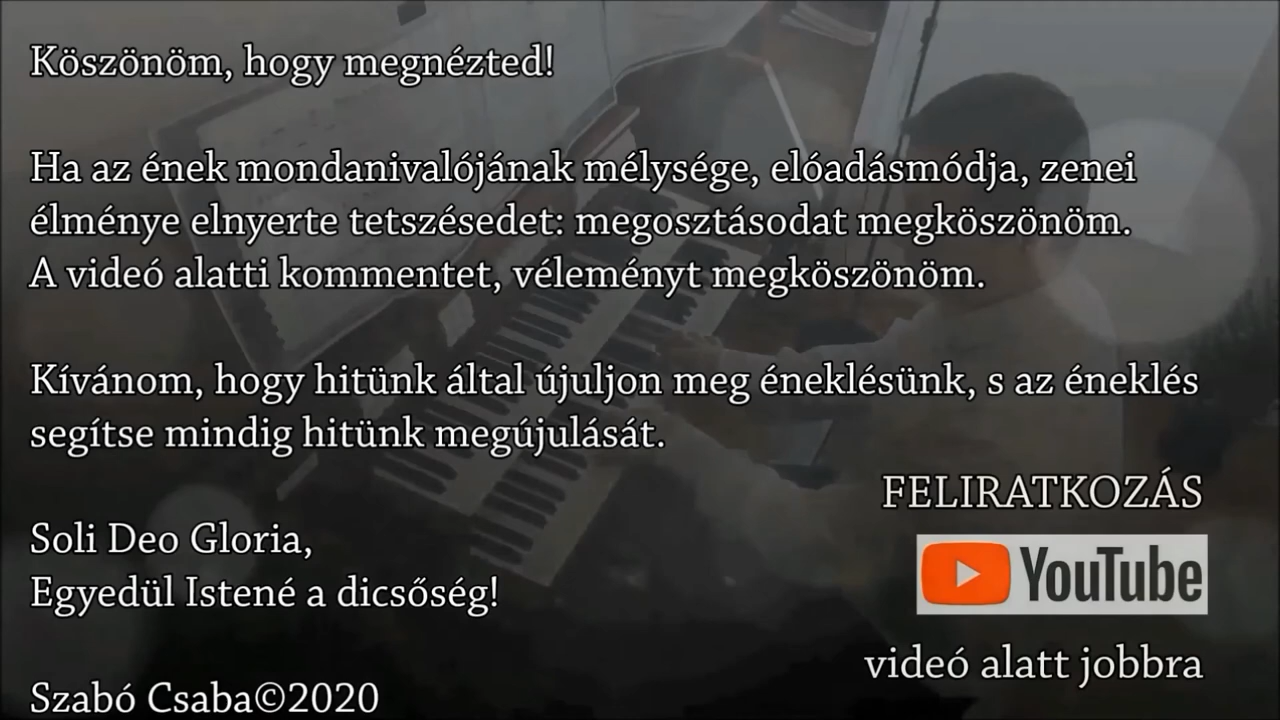 Köszönöm, hogy megnézted!
Ha az ének mondanivalójának mélysége, elóadásmódja, zenei
élménye elnyerte tetszésedet: megosztásodat megköszönöm.
A videó alatti kommentet, véleményt megköszönöm.
Kívánom, hogy hitünk által újuljon meg éneklésünk, s az éneklés
segítse mindig hitünk megújulását.
Soli Deo Gloria,
Egyedül Istené a dicsőség!
Szabó Csaba©2020
FELIRATKOZÁS
YouTube
videó alatt jobbra